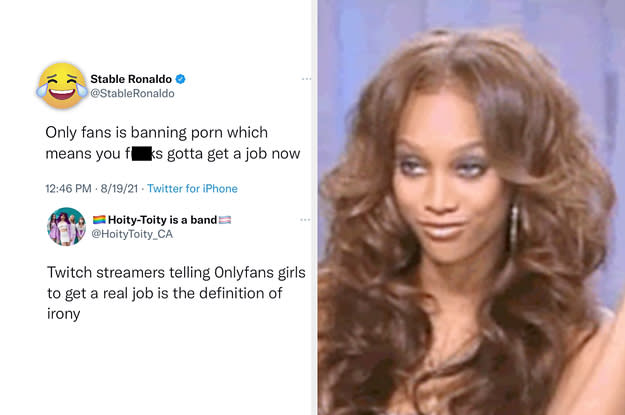 Stable Ronaldo
@StableRonaldo
Only fans is banning porn which
means you f ks gotta get a job now
12:46 PM · 8/19/21 · Twitter for iPhone
Hoity-Toity is a band
@HoityToity_CA
Twitch streamers telling Onlyfans girls
to get a real job is the definition of
irony